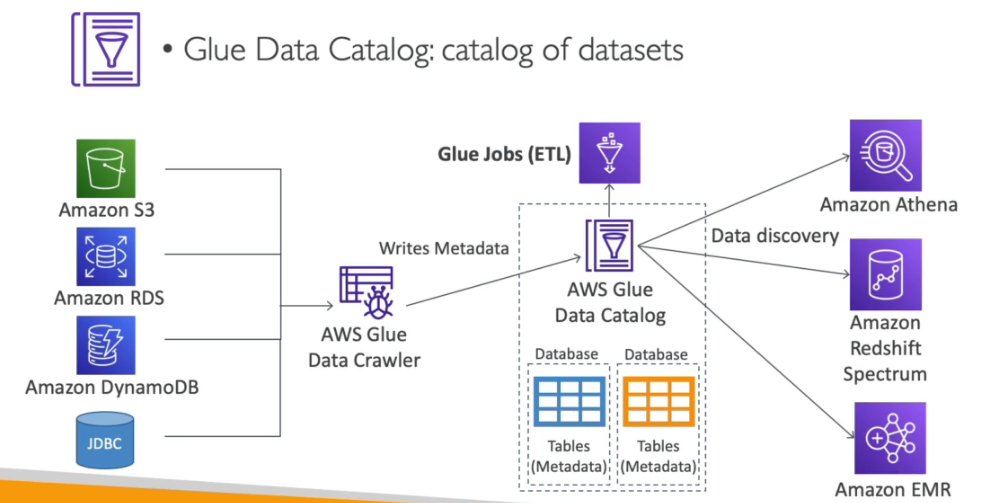 • Glue Data Catalog: catalog of datasets
Glue Jobs (ETL)
Amazon S3
Amazon RDS
Amazon DynamoDB
JDBC
AWS Glue
Data Crawler
Writes Metadata
AWS Glue
Data Catalog
Database
Tables
(Metadata)
Database
Tables
(Metadata)
Data discovery
Amazon Athena
Amazon
Redshift
Spectrum
Amazon EMR